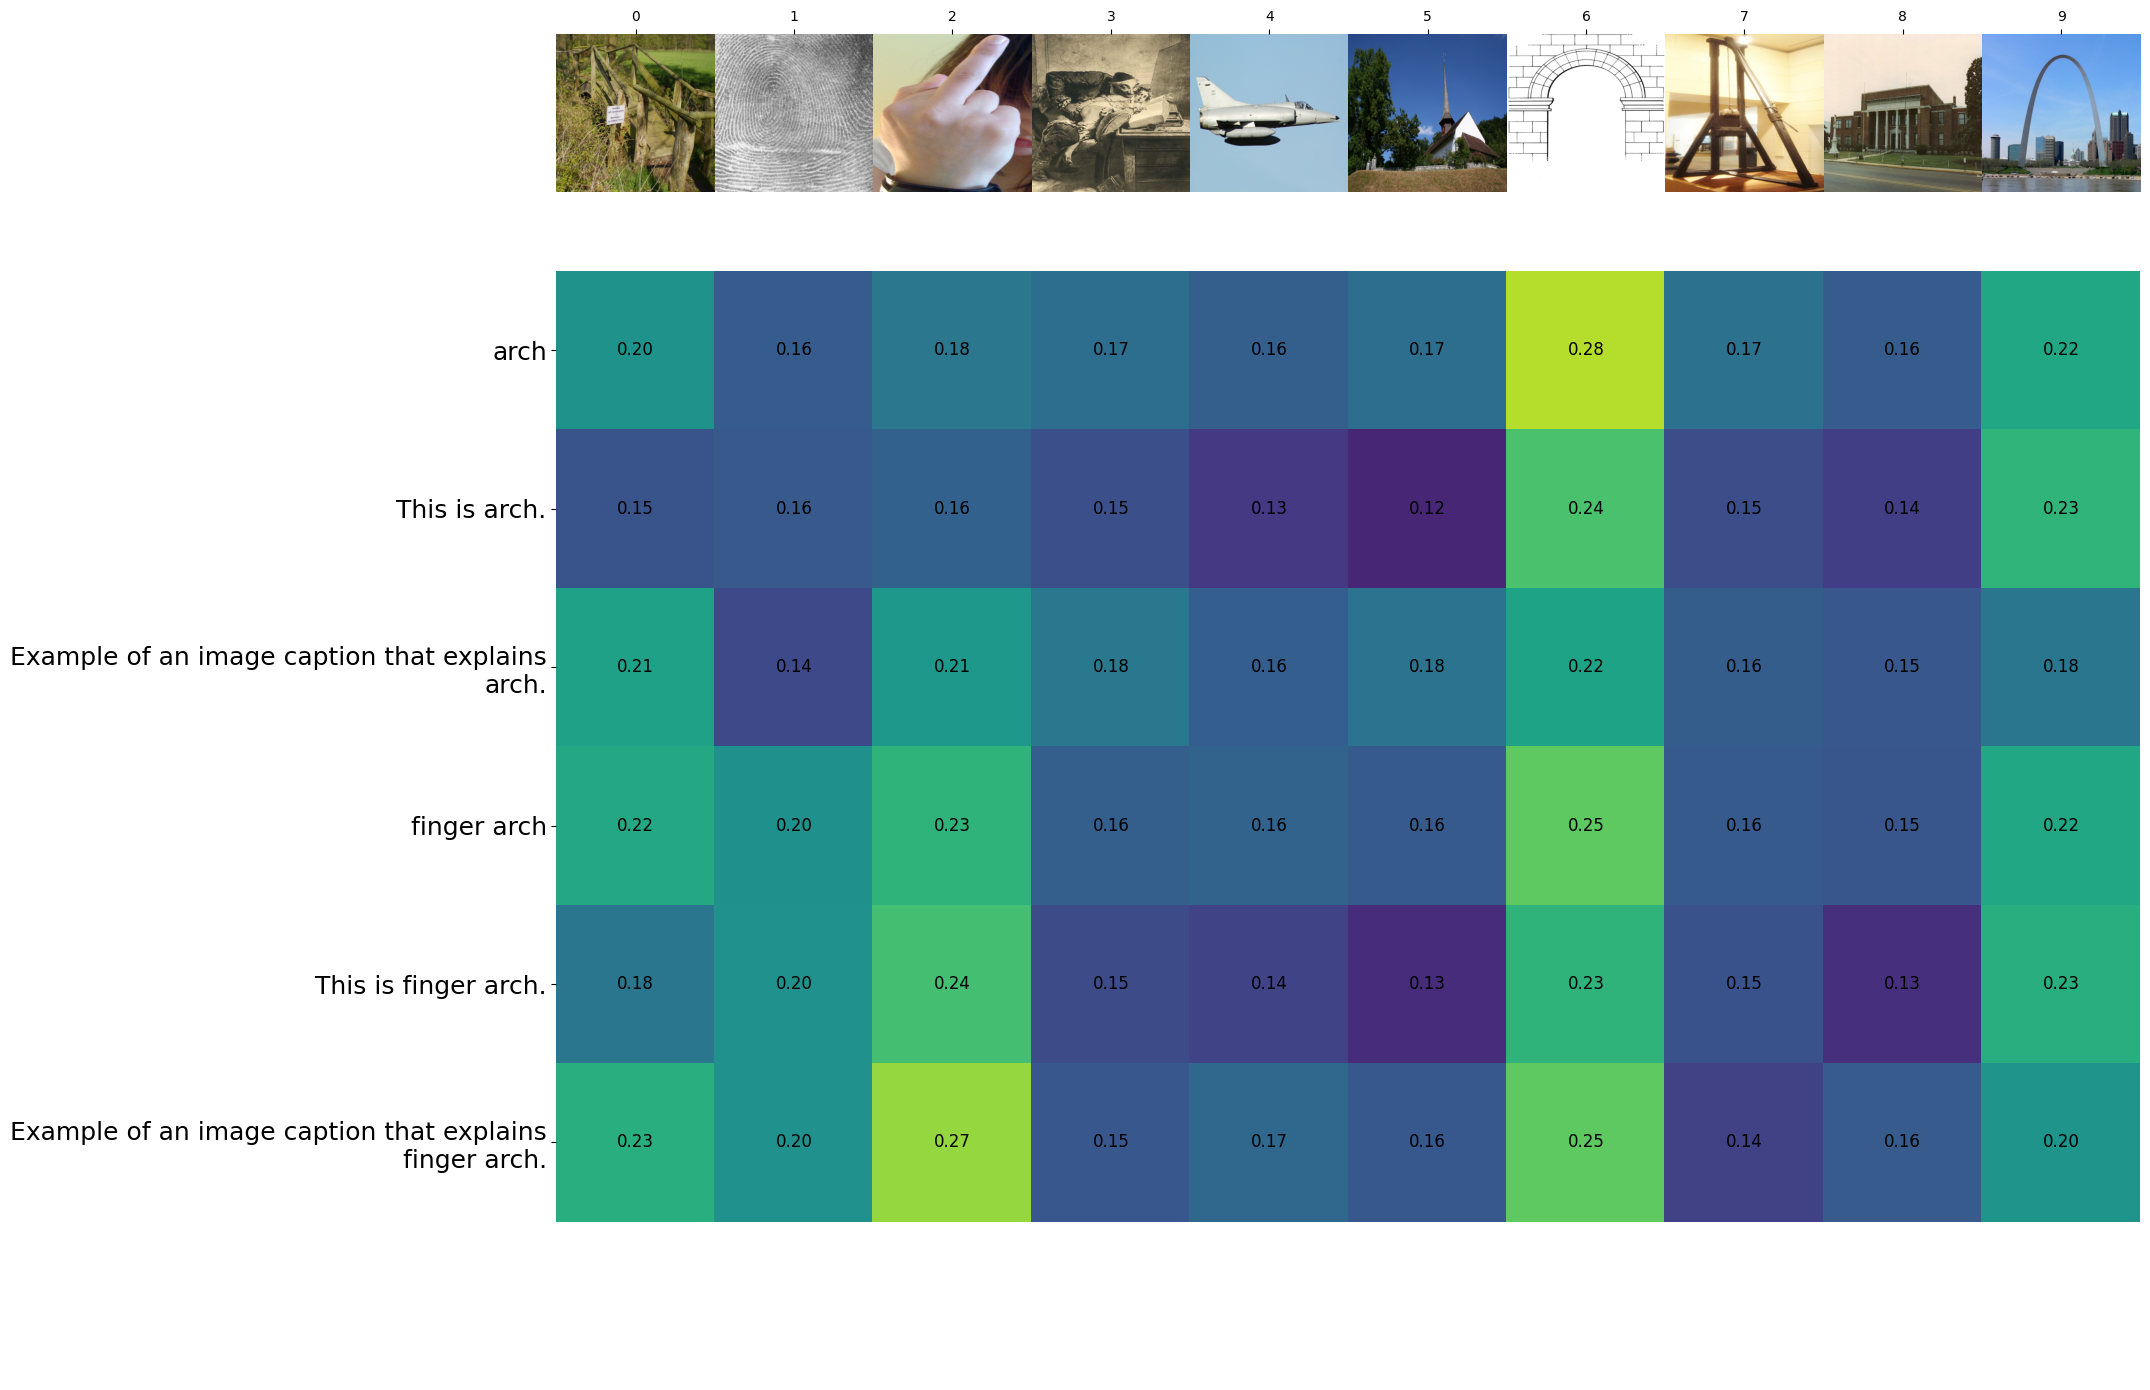 0 1 2 3 4 5 6 7 8 9
arch 0.20 0.16 0.18 0.17 0.16 0.17 0.28 0.17 0.16 0.22
This is arch. 0.15 0.16 0.16 0.15 0.13 0.12 0.24 0.15 0.14 0.23
Example of an image caption that explains
arch. 0.21 0.14 0.21 0.18 0.16 0.18 0.22 0.16 0.15 0.18
finger arch 0.22 0.20 0.23 0.16 0.16 0.16 0.25 0.16 0.15 0.22
This is finger arch. 0.18 0.20 0.24 0.15 0.14 0.13 0.23 0.15 0.13 0.23
Example of an image caption that explains
finger arch. 0.23 0.20 0.27 0.15 0.17 0.16 0.25 0.14 0.16 0.20